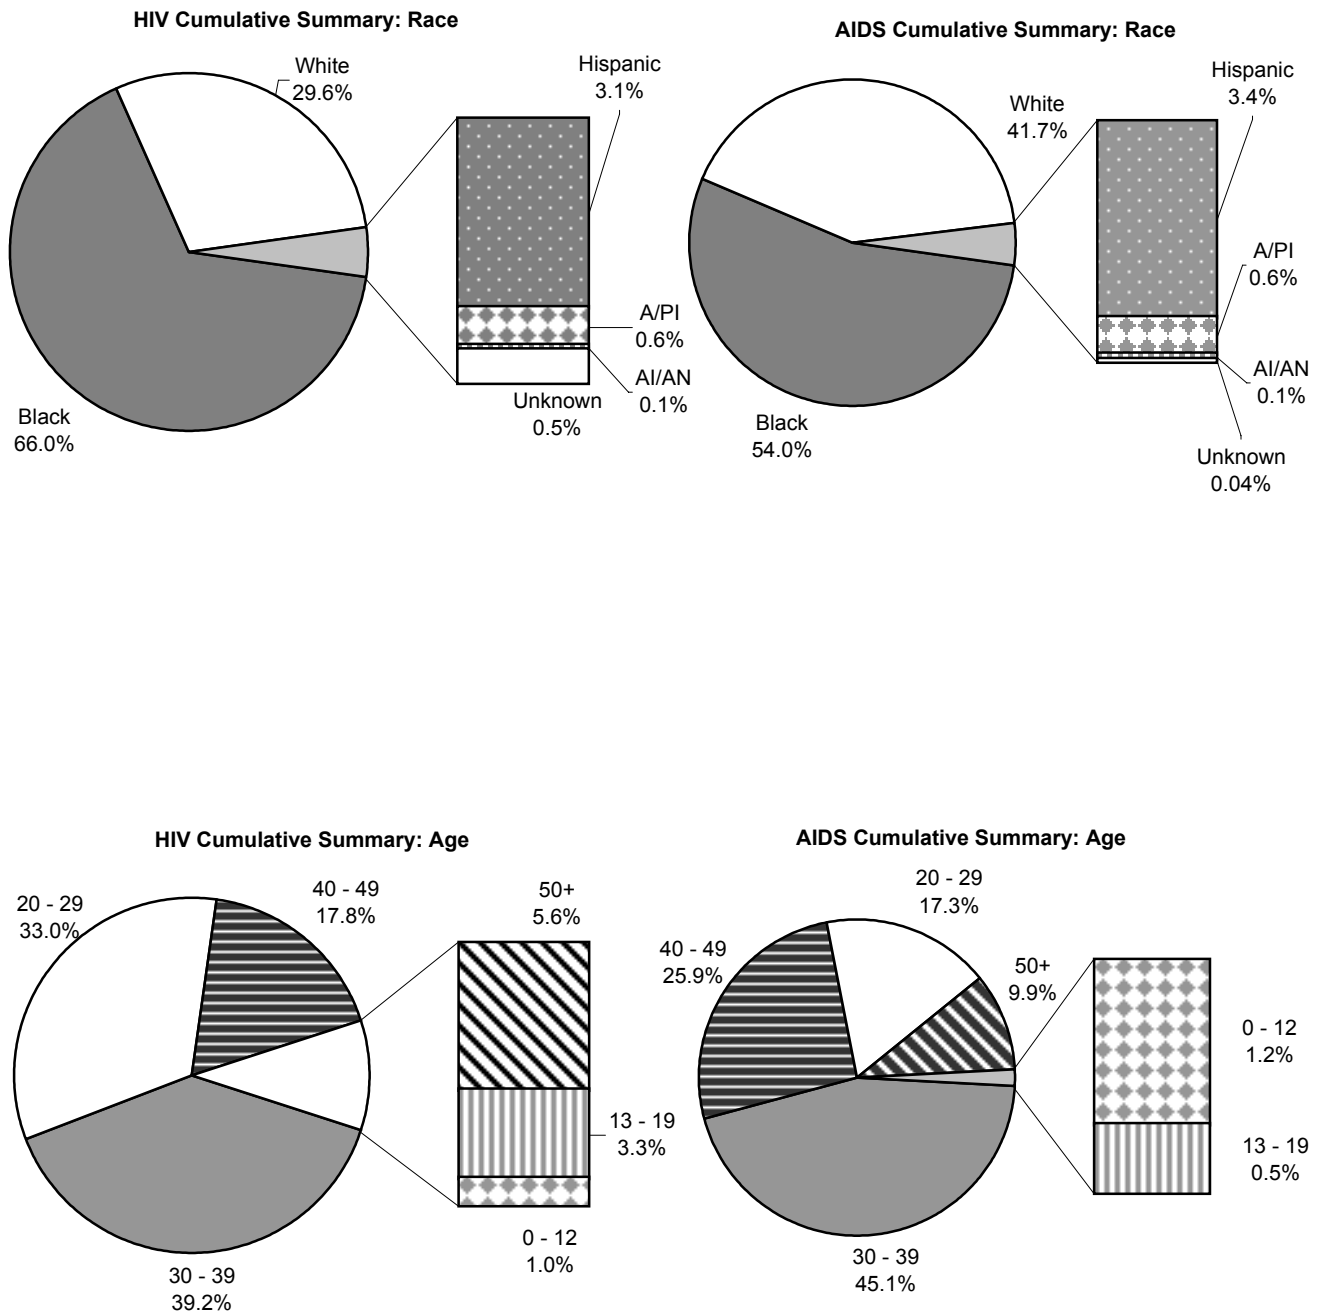 HIV Cumulative Summary: Race
White
29.6%
Hispanic
3.1%
A/PI
0.6%
AI/AN
0.1%
Unknown
0.5%
Black
66.0%
AIDS Cumulative Summary: Race
White
41.7%
Hispanic
3.4%
A/PI
0.6%
AI/AN
0.1%
Unknown
0.04%
Black
54.0%
HIV Cumulative Summary: Age
20 - 29
33.0%
40 - 49
17.8%
50+
5.6%
13 - 19
3.3%
0 - 12
1.0%
30 - 39
39.2%
AIDS Cumulative Summary: Age
20 - 29
17.3%
40 - 49
25.9%
50+
9.9%
0 - 12
1.2%
13 - 19
0.5%
30 - 39
45.1%